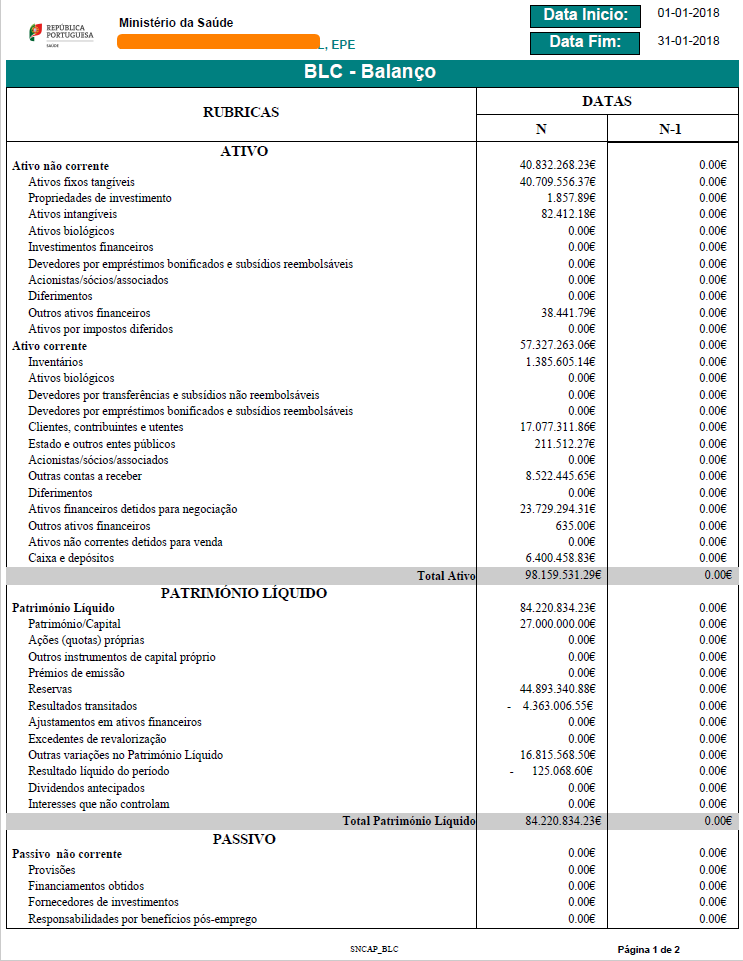 REPÚBLICA
PORTUGUESA
SAÚDE
Ministério da Saúde
, EPE
Data Inicio: 01-01-2018
Data Fim: 31-01-2018
BLC - Balanço
RUBRICAS DATAS
N N-1
ATIVO
Ativo não corrente 40.832.268.23€ 0.00€
Ativos fixos tangíveis 40.709.556.37€ 0.00€
Propriedades de investimento 1.857.89€ 0.00€
Ativos intangíveis 82.412.18€ 0.00€
Ativos biológicos 0.00€ 0.00€
Investimentos financeiros 0.00€ 0.00€
Devedores por empréstimos bonificados e subsídios reembolsáveis 0.00€ 0.00€
Acionistas/sócios/associados 0.00€ 0.00€
Diferimentos 0.00€ 0.00€
Outros ativos financeiros 38.441.79€ 0.00€
Ativos por impostos diferidos 0.00€ 0.00€
Ativo corrente 57.327.263.06€ 0.00€
Inventários 1.385.605.14€ 0.00€
Ativos biológicos 0.00€ 0.00€
Devedores por transferências e subsídios não reembolsáveis 0.00€ 0.00€
Devedores por empréstimos bonificados e subsídios reembolsáveis 0.00€ 0.00€
Clientes, contribuintes e utentes 17.077.311.86€ 0.00€
Estado e outros entes públicos 211.512.27€ 0.00€
Acionistas/sócios/associados 0.00€ 0.00€
Outras contas a receber 8.522.445.65€ 0.00€
Diferimentos 0.00€ 0.00€
Ativos financeiros detidos para negociação 23.729.294.31€ 0.00€
Outros ativos financeiros 635.00€ 0.00€
Ativos não correntes detidos para venda 0.00€ 0.00€
Caixa e depósitos 6.400.458.83€ 0.00€
Total Ativo 98.159.531.29€ 0.00€
PATRIMÓNIO LÍQUIDO
Património Líquido 84.220.834.23€ 0.00€
Património/Capital 27.000.000.00€ 0.00€
Ações (quotas) próprias 0.00€ 0.00€
Outros instrumentos de capital próprio 0.00€ 0.00€
Prémios de emissão 0.00€ 0.00€
Reservas 44.893.340.88€ 0.00€
Resultados transitados - 4.363.006.55€ 0.00€
Ajustamentos em ativos financeiros 0.00€ 0.00€
Excedentes de revalorização 0.00€ 0.00€
Outras variações no Património Líquido 16.815.568.50€ 0.00€
Resultado líquido do período - 125.068.60€ 0.00€
Dividendos antecipados 0.00€ 0.00€
Interesses que não controlam 0.00€ 0.00€
Total Património Líquido 84.220.834.23€ 0.00€
PASSIVO
Passivo não corrente 0.00€ 0.00€
Provisões 0.00€ 0.00€
Financiamentos obtidos 0.00€ 0.00€
Fornecedores de investimentos 0.00€ 0.00€
Responsabilidades por benefícios pós-emprego 0.00€ 0.00€
SNCAP_BLC Página 1 de 2